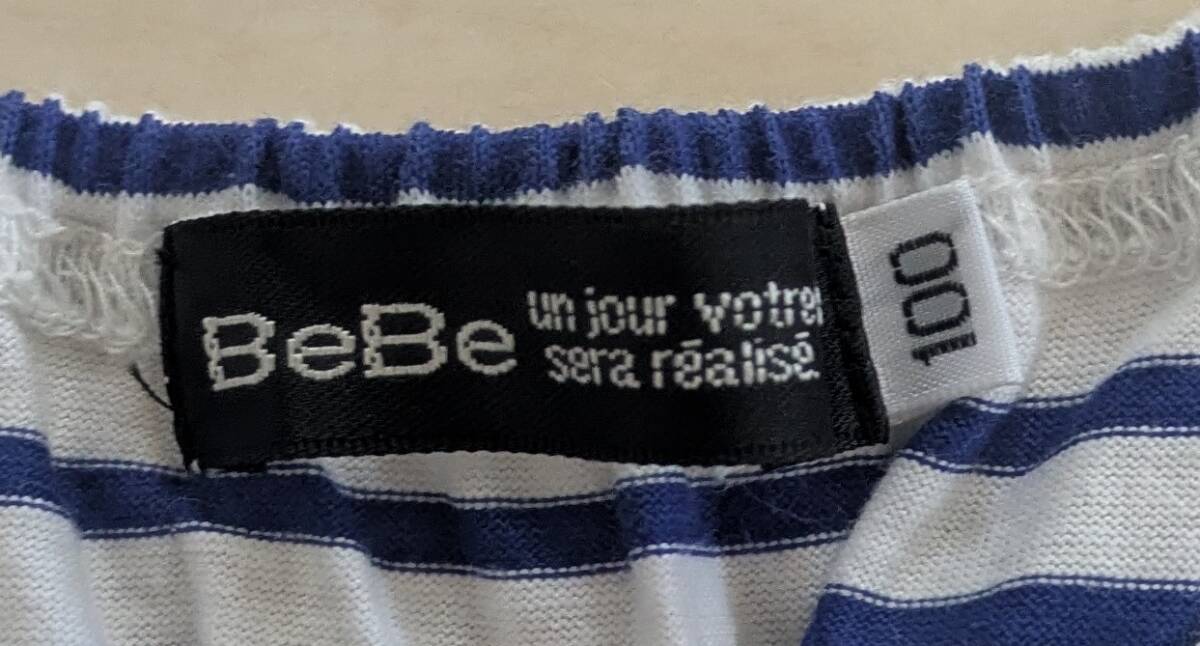 BeBe
un jour votre
sera réalisé
100